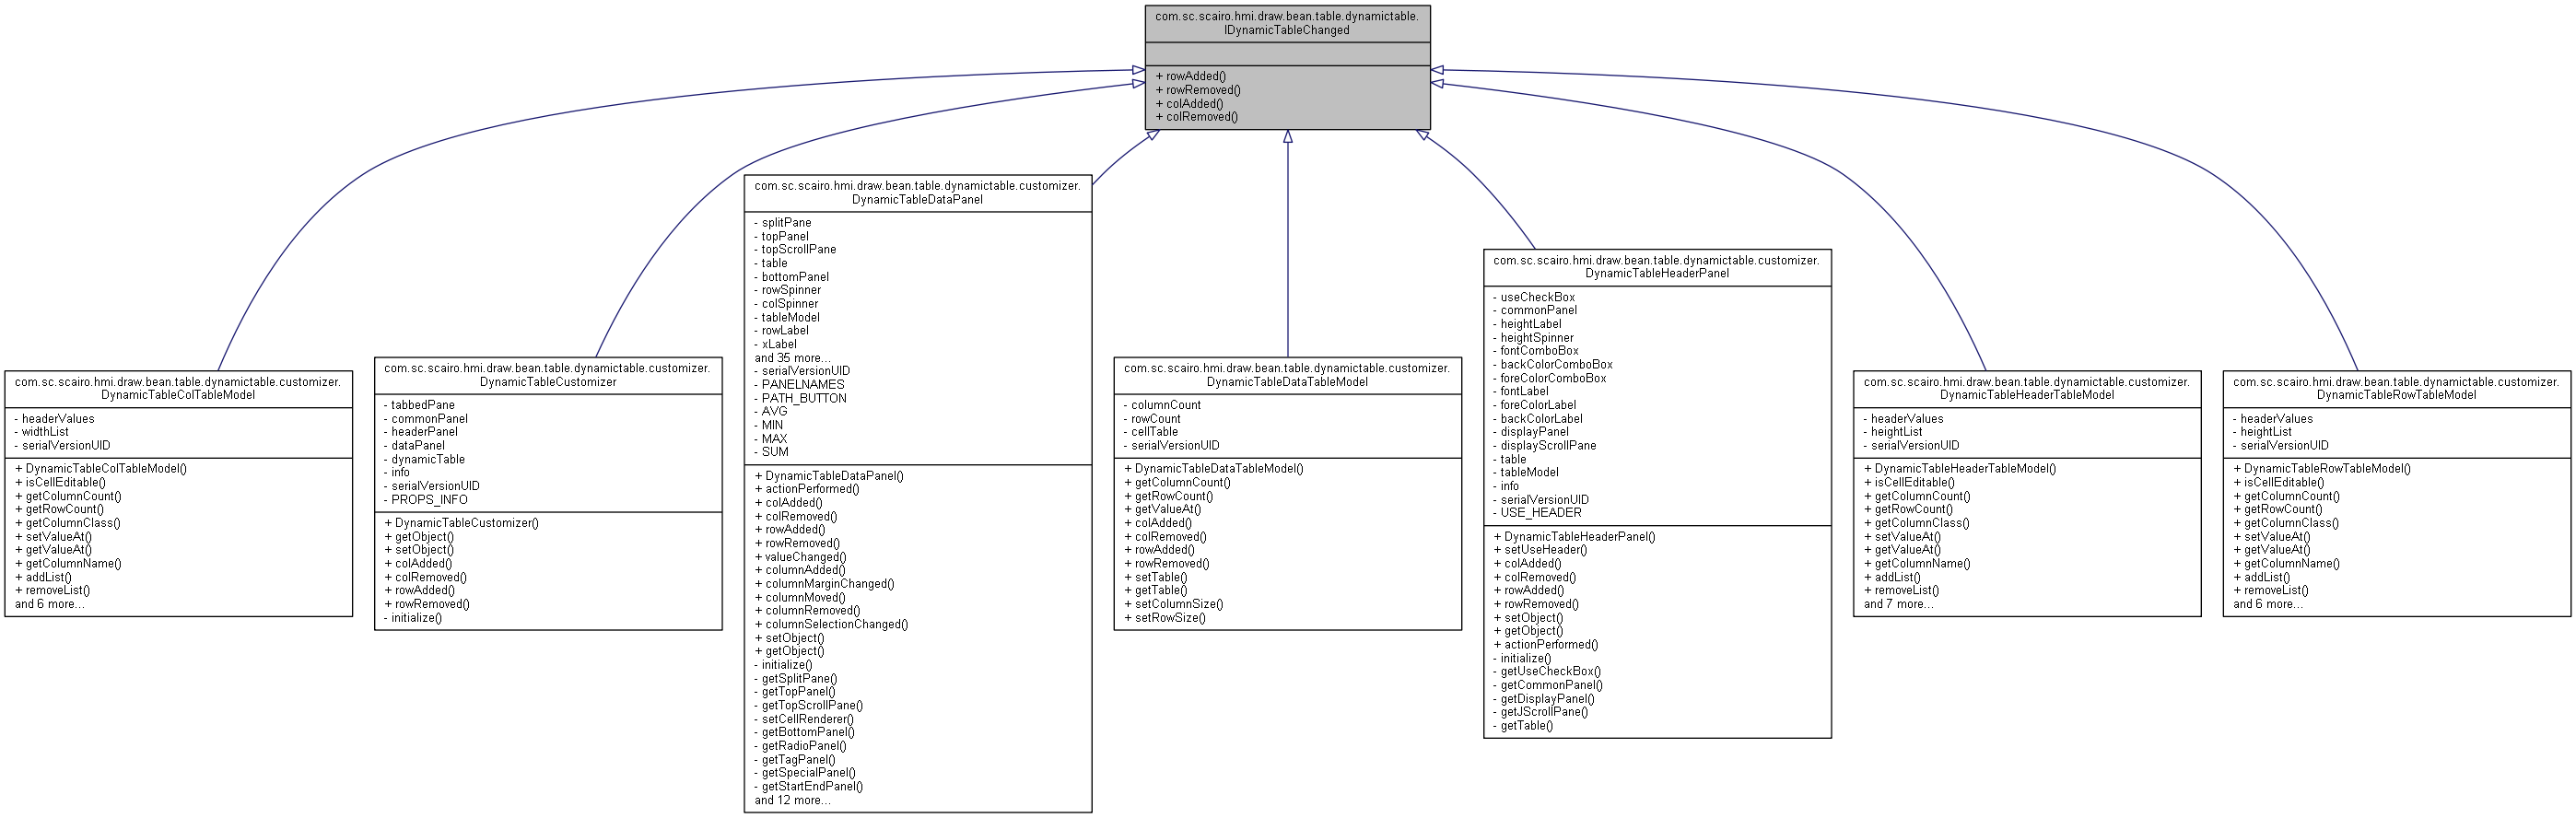 com.sc.scairo.hmi.draw.bean.table.dynamictable.
IDynamicTableChanged
+ rowAdded()
+ rowRemoved()
+ colAdded()
+ colRemoved()
com.sc.scairo.hmi.draw.bean.table.dynamictable.customizer.
DynamicTableColTableModel
- headerValues
- widthList
- serialVersionUID
+ DynamicTableColTableModel()
+ isCellEditable()
+ getColumnCount()
+ getRowCount()
+ getColumnClass()
+ setValueAt()
+ getValueAt()
+ getColumnName()
+ addList()
+ removeList()
and 6 more...
com.sc.scairo.hmi.draw.bean.table.dynamictable.customizer.
DynamicTableCustomizer
- tabbedPane
- commonPanel
- headerPanel
- dataPanel
- dynamicTable
- info
- serialVersionUID
- PROPS_INFO
+ DynamicTableCustomizer()
+ getObject()
+ setObject()
+ colAdded()
+ colRemoved()
+ rowAdded()
+ rowRemoved()
- initialize()
com.sc.scairo.hmi.draw.bean.table.dynamictable.customizer.
DynamicTableDataPanel
- splitPane
- topPanel
- topScrollPane
- table
- bottomPanel
- rowSpinner
- colSpinner
- tableModel
- rowLabel
- xLabel
and 35 more...
- serialVersionUID
- PANELNAMES
- PATH_BUTTON
- AVG
- MIN
- MAX
- SUM
+ DynamicTableDataPanel()
+ actionPerformed()
+ colAdded()
+ colRemoved()
+ rowAdded()
+ rowRemoved()
+ valueChanged()
+ columnAdded()
+ columnMarginChanged()
+ columnMoved()
+ columnRemoved()
+ columnSelectionChanged()
+ setObject()
+ getObject()
- initialize()
- getSplitPane()
- getTopPanel()
- getTopScrollPane()
- setCellRenderer()
- getBottomPanel()
- getRadioPanel()
- getTagPanel()
- getSpecialPanel()
- getStartEndPanel()
and 12 more...
com.sc.scairo.hmi.draw.bean.table.dynamictable.customizer.
DynamicTableDataTableModel
- columnCount
- rowCount
- cellTable
- serialVersionUID
+ DynamicTableDataTableModel()
+ getColumnCount()
+ getRowCount()
+ getValueAt()
+ colAdded()
+ colRemoved()
+ rowAdded()
+ rowRemoved()
+ setTable()
+ getTable()
+ setColumnSize()
+ setRowSize()
com.sc.scairo.hmi.draw.bean.table.dynamictable.customizer.
DynamicTableHeaderPanel
- useCheckBox
- commonPanel
- heightLabel
- heightSpinner
- fontComboBox
- backColorComboBox
- foreColorComboBox
- fontLabel
- foreColorLabel
- backColorLabel
- displayPanel
- displayScrollPane
- table
- tableModel
- info
- serialVersionUID
- USE_HEADER
+ DynamicTableHeaderPanel()
+ setUseHeader()
+ colAdded()
+ colRemoved()
+ rowAdded()
+ rowRemoved()
+ setObject()
+ getObject()
+ actionPerformed()
- initialize()
- getUseCheckBox()
- getCommonPanel()
- getDisplayPanel()
- getJScrollPane()
- getTable()
com.sc.scairo.hmi.draw.bean.table.dynamictable.customizer.
DynamicTableHeaderTableModel
- headerValues
- heightList
- serialVersionUID
+ DynamicTableHeaderTableModel()
+ isCellEditable()
+ getColumnCount()
+ getRowCount()
+ getColumnClass()
+ setValueAt()
+ getValueAt()
+ getColumnName()
+ addList()
+ removeList()
and 7 more...
com.sc.scairo.hmi.draw.bean.table.dynamictable.customizer.
DynamicTableRowTableModel
- headerValues
- heightList
- serialVersionUID
+ DynamicTableRowTableModel()
+ isCellEditable()
+ getColumnCount()
+ getRowCount()
+ getColumnClass()
+ setValueAt()
+ getValueAt()
+ getColumnName()
+ addList()
+ removeList()
and 6 more...